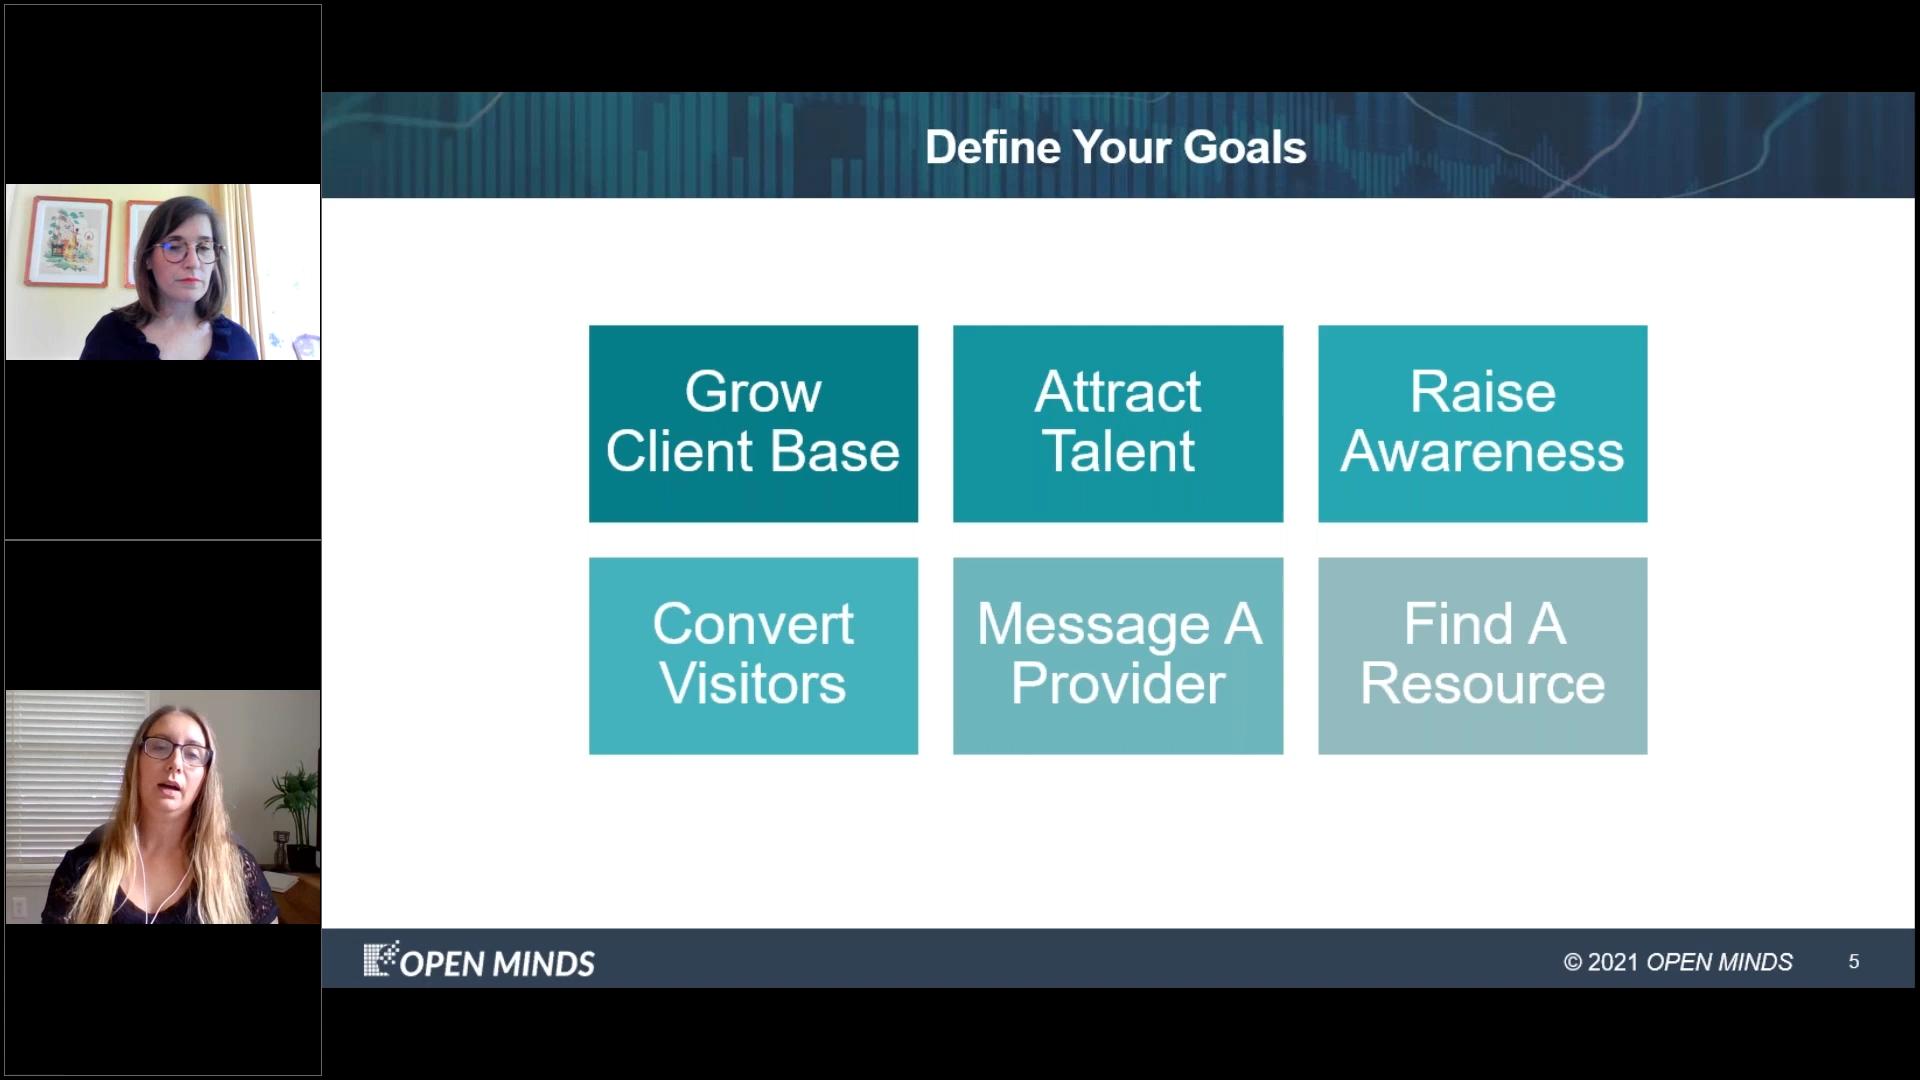 Define Your Goals
Grow
Client Base
Attract
Talent
Raise
Awareness
Convert
Visitors
Message A
Provider
Find A
Resource
OPEN MINDS
© 2021 OPEN MINDS
5